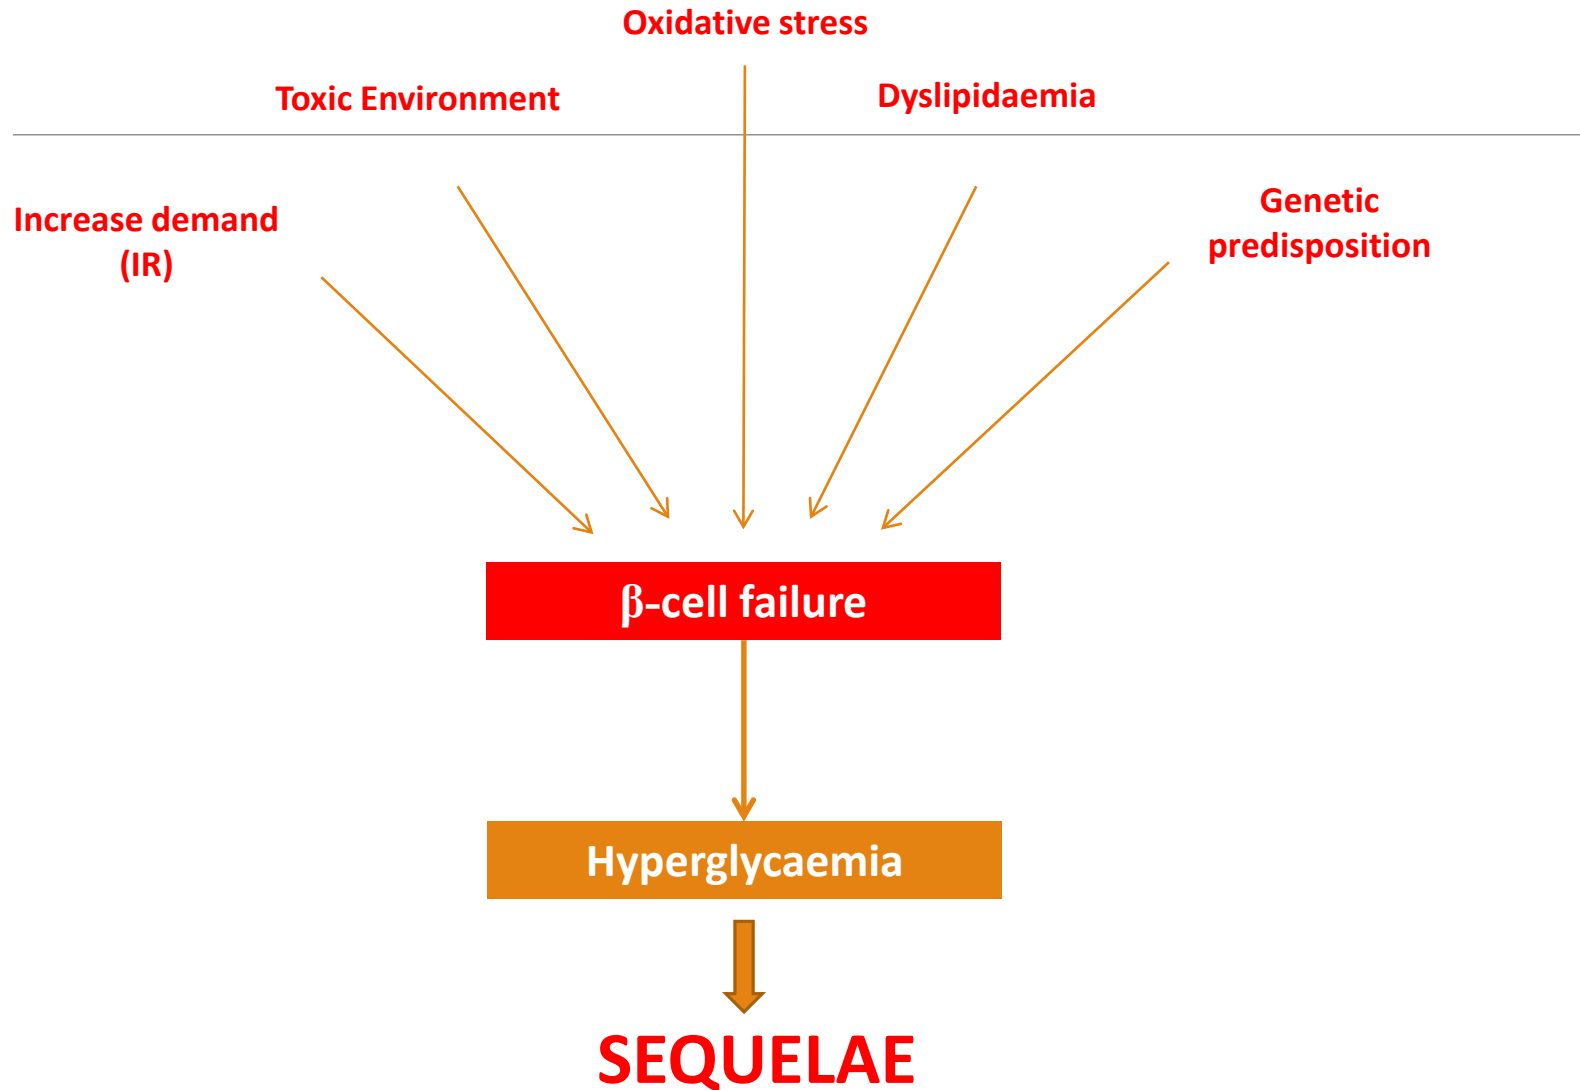 Oxidative stress
Toxic Environment
Dyslipidaemia
Increase demand
(IR)
Genetic
predisposition
β-cell failure
Hyperglycaemia
SEQUELAE